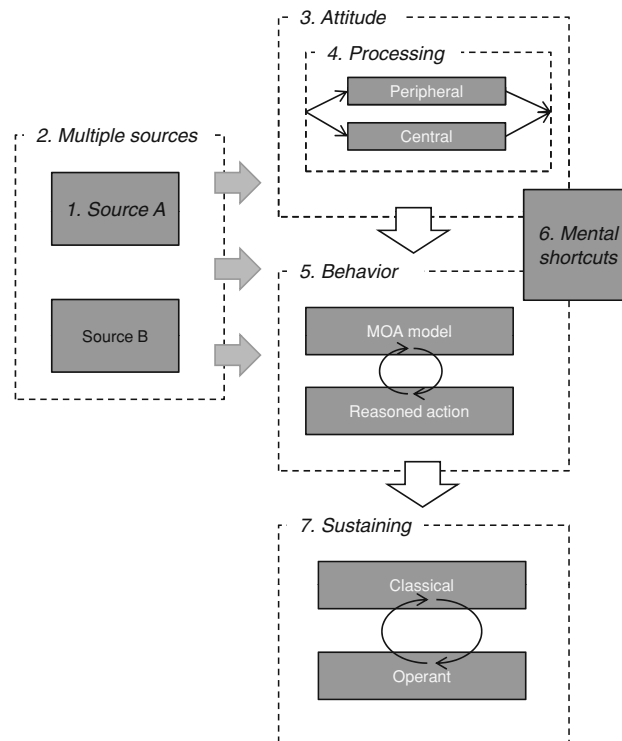 3. Attitude
4. Processing
Peripheral
Central
2. Multiple sources
1. Source A
Source B
6. Mental
shortcuts
5. Behavior
MOA model
Reasoned action
7. Sustaining
Classical
Operant